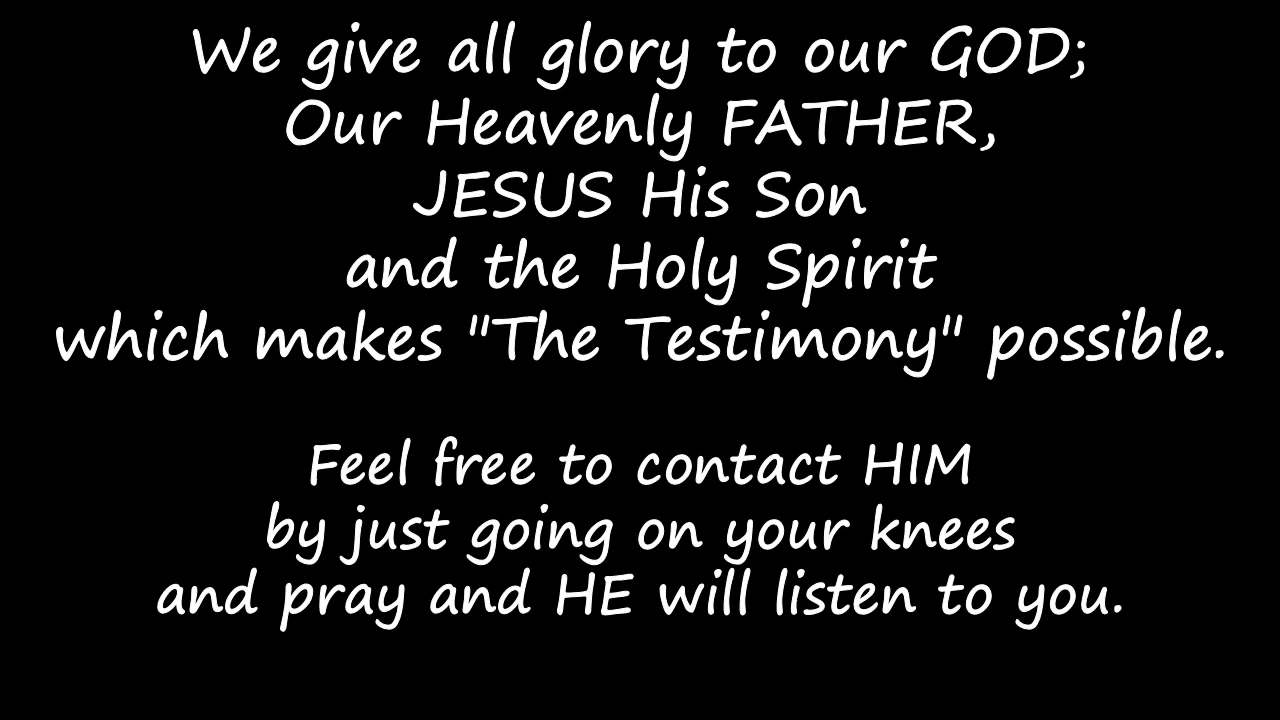 We give all glory to our GOD;
Our Heavenly FATHER,
JESUS His Son
and the Holy Spirit
which makes "The Testimony" possible.
Feel free to contact HIM
by just going on your knees
and pray and HE will listen to you.